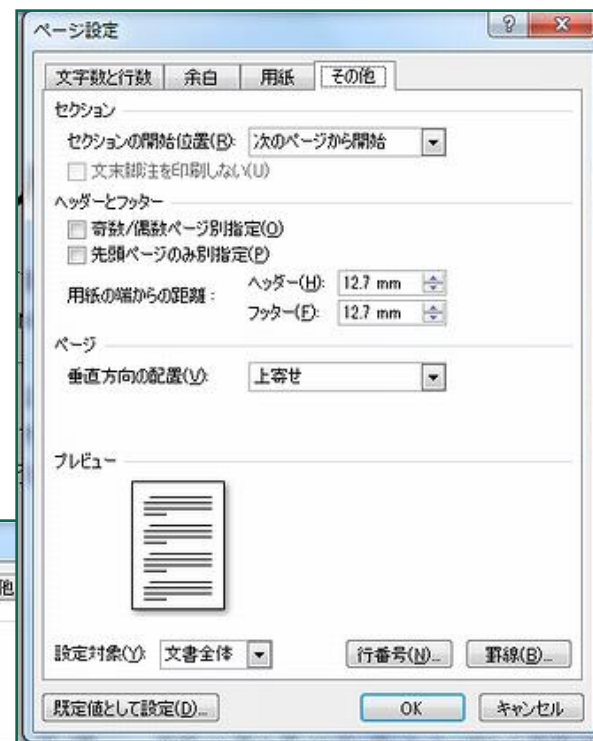 ページ設定
文字数と行数 余白 用紙 その他
セクション
セクションの開始位置(R): 次のページから開始
文末脚注を印刷しない(U)
ヘッダーとフッター
奇数/偶数ページ別指定(O)
先頭ページのみ別指定(P)
用紙の端からの距離: ヘッダー(H): 12.7 mm
フッター(F): 12.7 mm
ページ
垂直方向の配置(V): 上寄せ
プレビュー
他
設定対象(Y): 文書全体 行番号(N)... 罫線(B)...
既定値として設定(D)... OK キャンセル